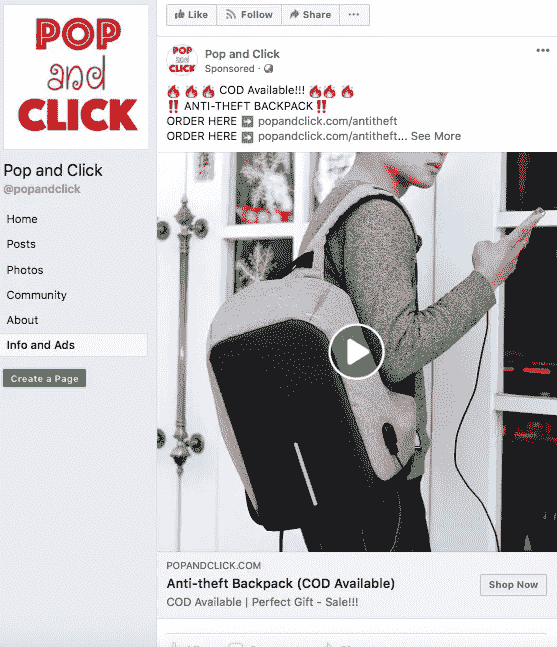 Like Follow Share ...
POP
and
CLICK
Pop and Click
@popandclick
Home
Posts
Photos
Community
About
Info and Ads
Create a Page
POP
and
CLICK
Pop and Click
Sponsored ·
🔥 🔥 🔥 COD Available!!! 🔥🔥 🔥
‼️ ANTI-THEFT BACKPACK ‼️
ORDER HERE ➡️ popandclick.com/antitheft
ORDER HERE ➡️ popandclick.com/antitheft... See More
POPANDCLICK.COM
Anti-theft Backpack (COD Available)
Shop Now
COD Available | Perfect Gift - Sale!!!